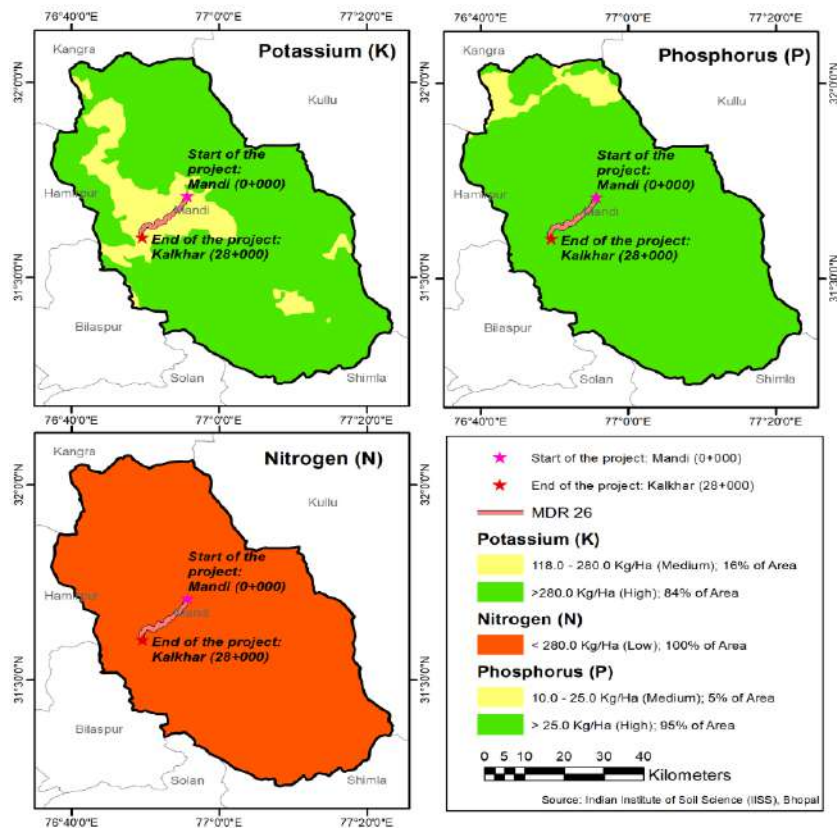 76°40'0"E 77°0'0"E 77°20'0"E
Kangra
Potassium (K)
Kullu
32°0'0"N
Start of the
project:
Mandi (0+000)
Hamirpur
Mandi
End of the project:
Kalkhar (28+000)
31°30'0"N
Bilaspur
Solan
Shimla
76°40'0"E 77°0'0"E 77°20'0"E
Kangra
Phosphorus (P)
Kullu
32°0'0"N
Start of the
project:
Mandi (0+000)
Hamirpur
Mandi
End of the project:
Kalkhar (28+000)
31°30'0"N
Bilaspur
Solan
Shimla
76°40'0"E 77°0'0"E 77°20'0"E
Kangra
Nitrogen (N)
Kullu
32°0'0"N
Start of the
project:
Mandi (0+000)
Hamirpur
Mandi
End of the project:
Kalkhar (28+000)
31°30'0"N
Bilaspur
Solan
Shimla
76°40'0"E 77°0'0"E 77°20'0"E
Start of the project: Mandi (0+000)
End of the project: Kalkhar (28+000)
MDR 26
Potassium (K)
118.0 - 280.0 Kg/Ha (Medium); 16% of Area
>280.0 Kg/Ha (High); 84% of Area
Nitrogen (N)
< 280.0 Kg/Ha (Low); 100% of Area
Phosphorus (P)
10.0 - 25.0 Kg/Ha (Medium); 5% of Area
> 25.0 Kg/Ha (High); 95% of Area
0 5 10 20 30 40
Kilometers
Source: Indian Institute of Soil Science (IISS), Bhopal